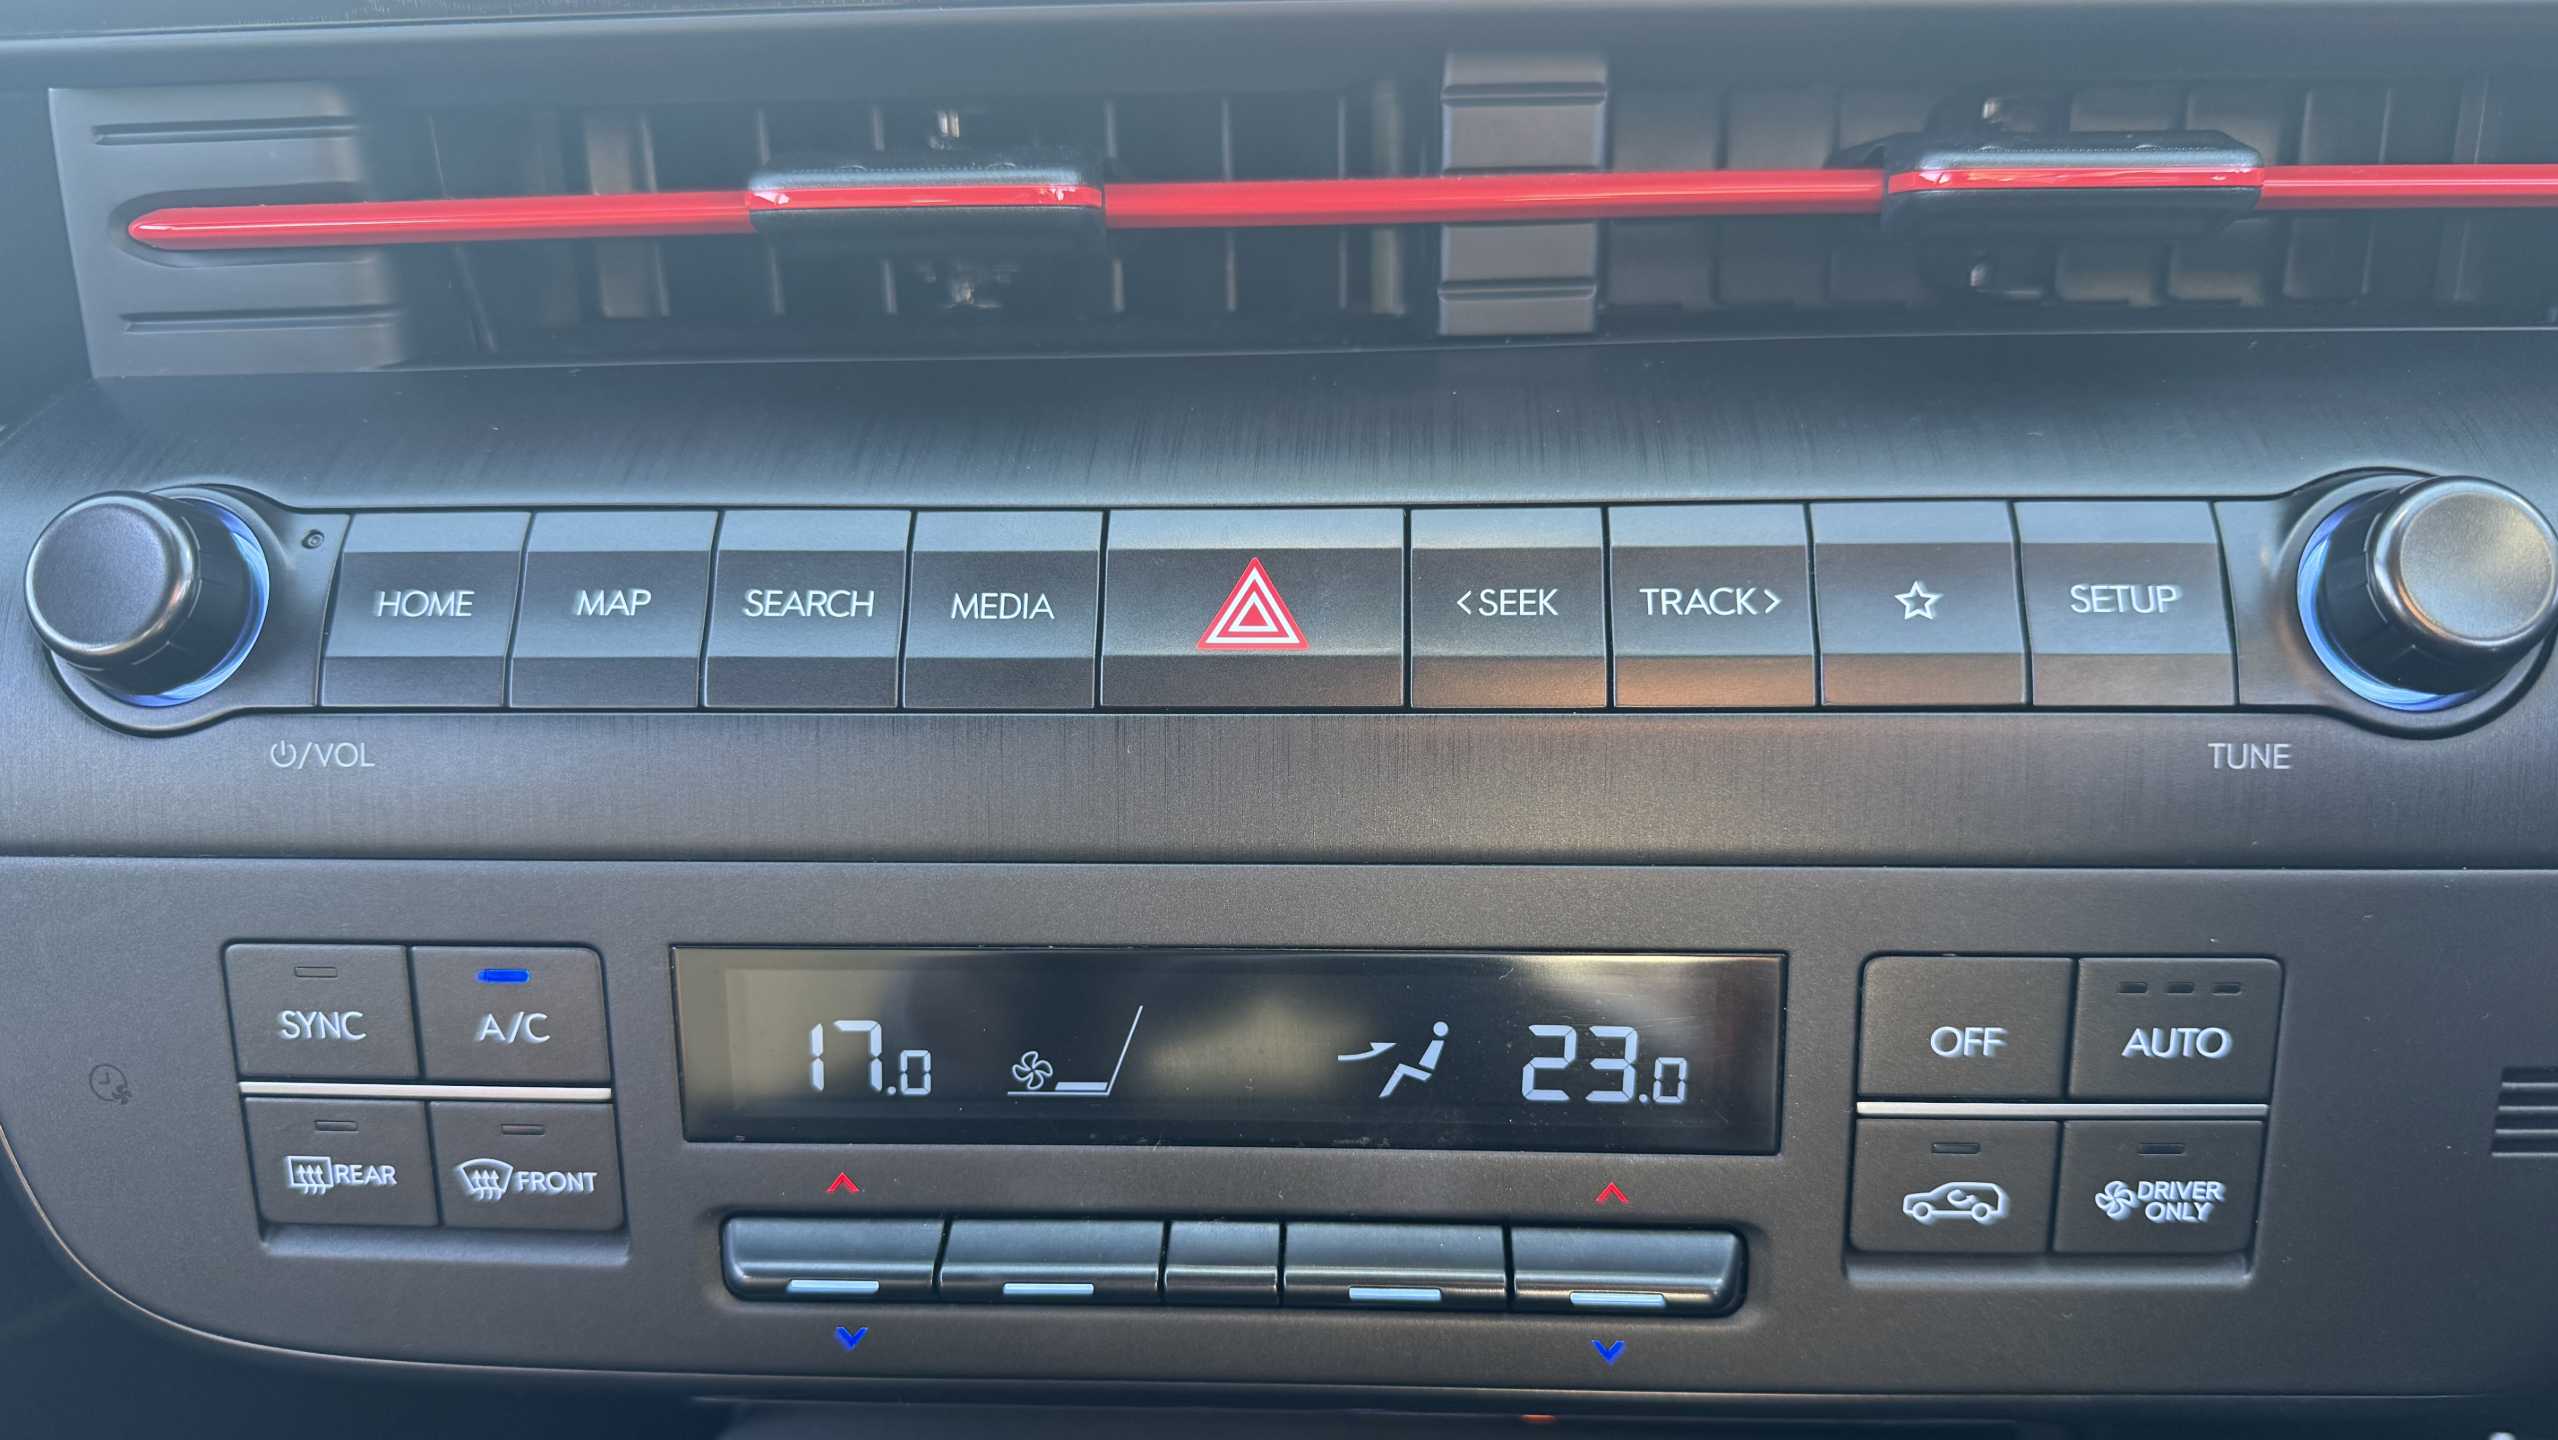 HOME MAP SEARCH MEDIA <SEEK TRACK> SETUP
/VOL TUNE
SYNC A/C
17.0 23.0
OFF AUTO
REAR FRONT
DRIVER
ONLY